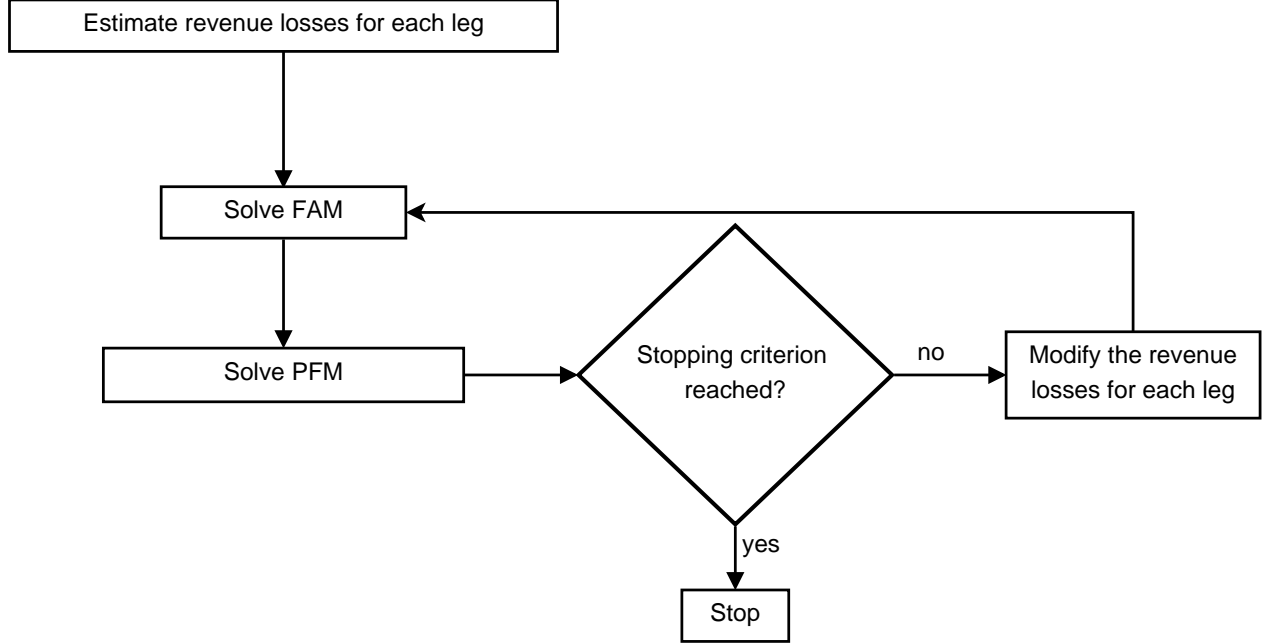 Estimate revenue losses for each leg
Solve FAM
Solve PFM
Stopping criterion
reached?
no
Modify the revenue
losses for each leg
yes
Stop